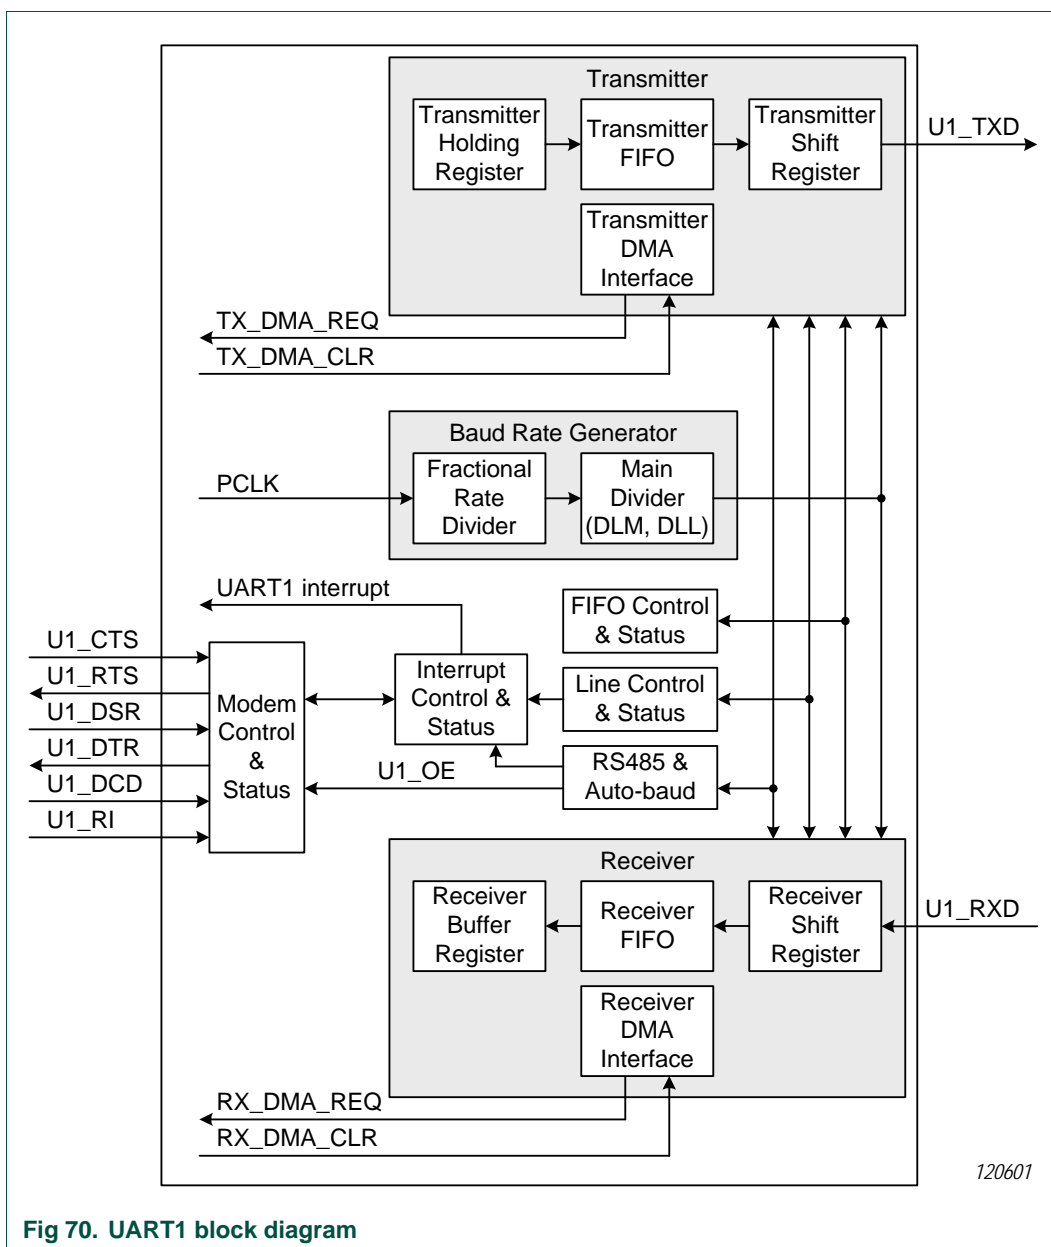 Transmitter
Transmitter
Holding
Register
Transmitter
FIFO
Transmitter
Shift
Register
U1_TXD
Transmitter
DMA
Interface
TX_DMA_REQ
TX_DMA_CLR
Baud Rate Generator
PCLK
Fractional
Rate
Divider
Main
Divider
(DLM, DLL)
UART1 interrupt
FIFO Control
& Status
U1_CTS
U1_RTS
U1_DSR
U1_DTR
U1_DCD
U1_RI
Modem
Control
&
Status
Interrupt
Control &
Status
Line Control
& Status
U1_OE
RS485 &
Auto-baud
Receiver
Receiver
Buffer
Register
Receiver
FIFO
Receiver
Shift
Register
U1_RXD
Receiver
DMA
Interface
RX_DMA_REQ
RX_DMA_CLR
120601
Fig 70. UART1 block diagram